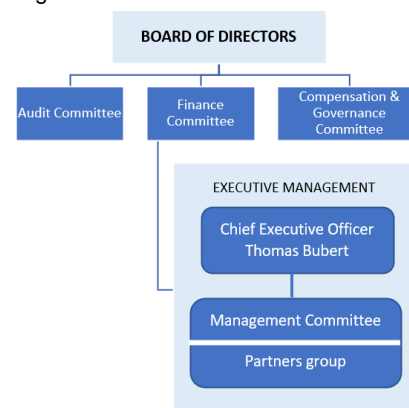 BOARD OF DIRECTORS
Audit Committee
Finance
Committee
Compensation &
Governance
Committee
EXECUTIVE MANAGEMENT
Chief Executive Officer
Thomas Bubert
Management Committee
Partners group